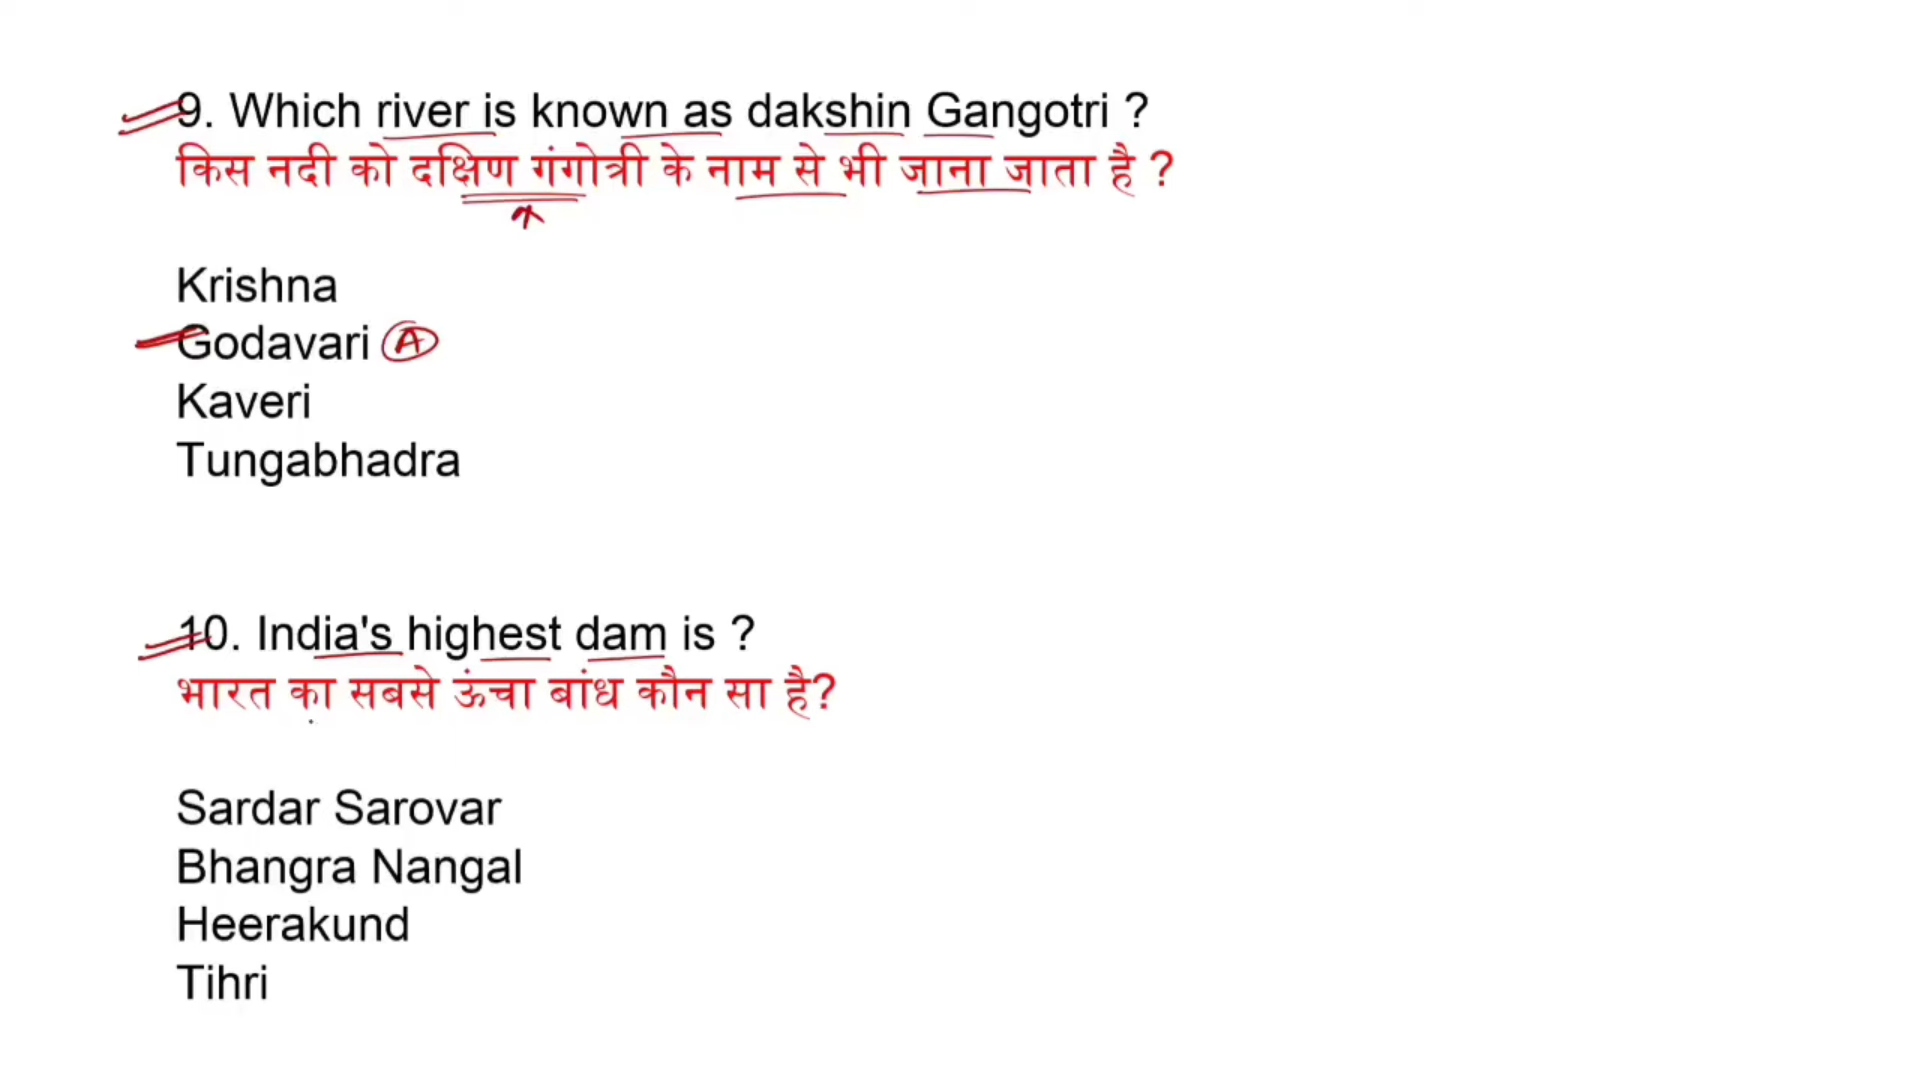 9. Which river is known as dakshin Gangotri ?
किस नदी को दक्षिण गंगोत्री के नाम से भी जाना जाता है ?
Krishna
Godavari A
Kaveri
Tungabhadra
10. India's highest dam is ?
भारत का सबसे ऊंचा बांध कौन सा है?
Sardar Sarovar
Bhangra Nangal
Heerakund
Tihri